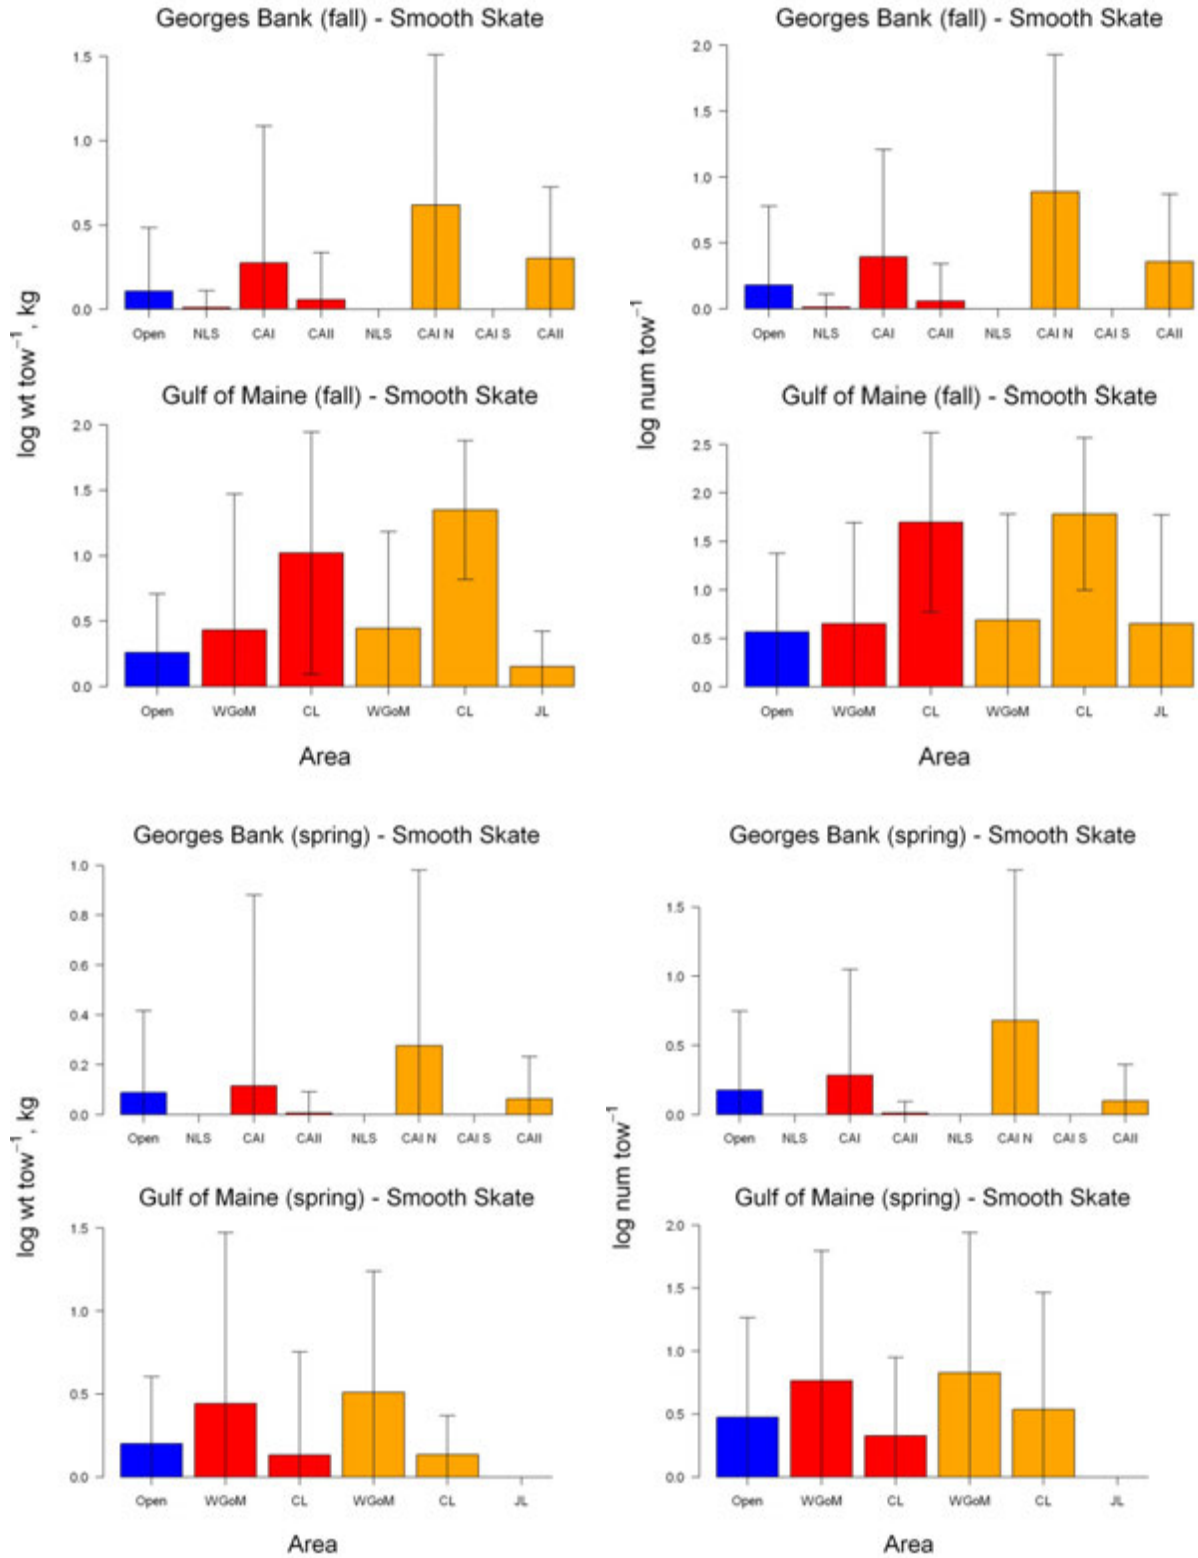 Georges Bank (fall) - Smooth Skate
1.5
1.0
0.5
0.0
Open NLS CAI CAII NLS CAI N CAI S CAII
Georges Bank (fall) - Smooth Skate
2.0
1.5
1.0
0.5
0.0
Open NLS CAI CAII NLS CAI N CAI S CAII
log wt tow⁻¹, kg
log num tow⁻¹
Gulf of Maine (fall) - Smooth Skate
2.0
1.5
1.0
0.5
0.0
Open WGoM CL WGoM CL JL
Area
Gulf of Maine (fall) - Smooth Skate
2.5
2.0
1.5
1.0
0.5
0.0
Open WGoM CL WGoM CL JL
Area
Georges Bank (spring) - Smooth Skate
1.0
0.8
0.6
0.4
0.2
0.0
Open NLS CAI CAII NLS CAI N CAI S CAII
Georges Bank (spring) - Smooth Skate
1.5
1.0
0.5
0.0
Open NLS CAI CAII NLS CAI N CAI S CAII
log wt tow⁻¹, kg
log num tow⁻¹
Gulf of Maine (spring) - Smooth Skate
1.5
1.0
0.5
0.0
Open WGoM CL WGoM CL JL
Area
Gulf of Maine (spring) - Smooth Skate
2.0
1.5
1.0
0.5
0.0
Open WGoM CL WGoM CL JL
Area